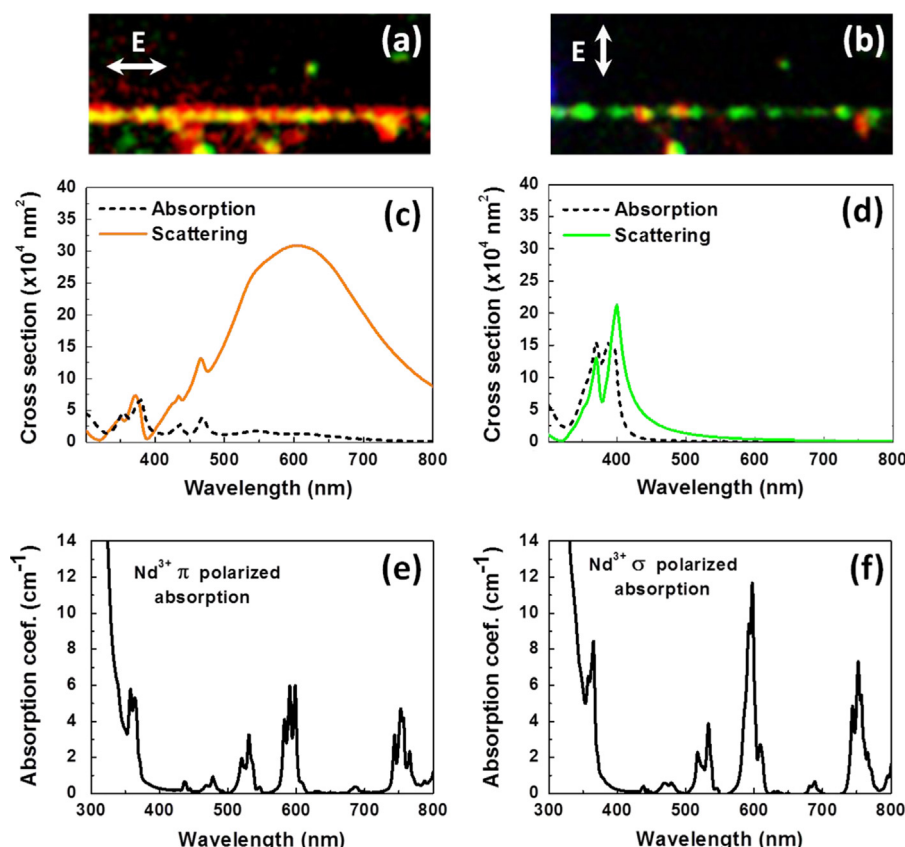 E
(a)
E
(b)
Cross section (x10⁴ nm²)
40
35
30
25
20
15
10
5
0
Absorption
Scattering
(c)
400
500
600
700
800
Wavelength (nm)
Cross section (x10⁴ nm²)
40
35
30
25
20
15
10
5
0
Absorption
Scattering
(d)
400
500
600
700
800
Wavelength (nm)
Absorption coef. (cm⁻¹)
14
12
10
8
6
4
2
0
Nd³⁺ π polarized
absorption
(e)
300
400
500
600
700
800
Wavelength (nm)
Absorption coef. (cm⁻¹)
14
12
10
8
6
4
2
0
Nd³⁺ σ polarized
absorption
(f)
300
400
500
600
700
800
Wavelength (nm)